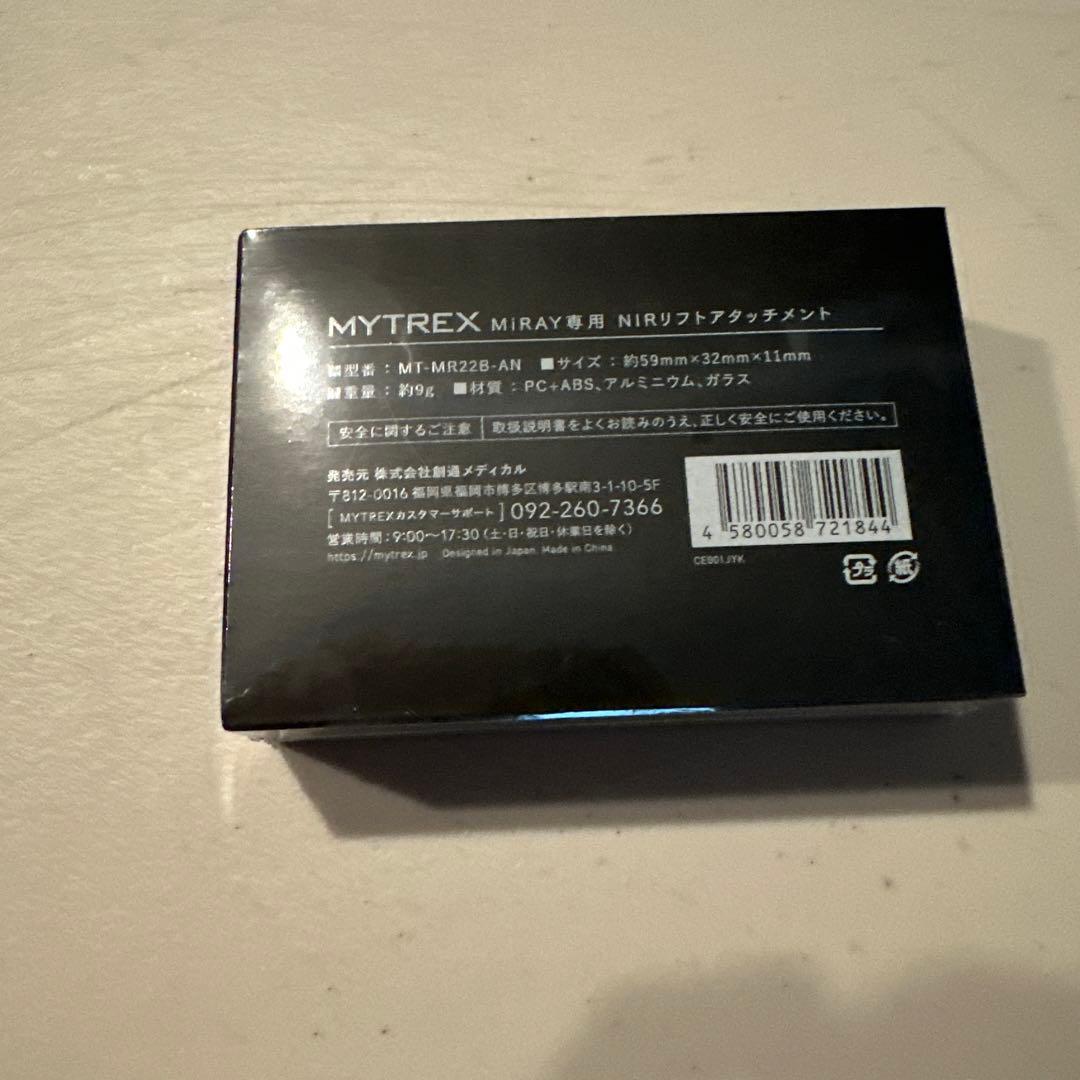 MYTREX MiRAY専用 NIRリフトアタッチメント
■型番：MT-MR22B-AN ■サイズ：約59mm×32mm×11mm
■重量：約9g ■材質：PC+ABS、アルミニウム、ガラス
安全に関するご注意 取扱説明書をよくお読みのうえ、正しく安全にご使用ください。
発売元 株式会社創通メディカル
〒812-0016 福岡県福岡市博多区博多駅南3-1-10-5F
[MYTREXカスタマーサポート] 092-260-7366
営業時間：9:00〜17:30（土・日・祝日・休業日を除く）
https://mytrex.jp Designed in Japan. Made in China
4 580058 721844
CE001JYK
プラ 紙